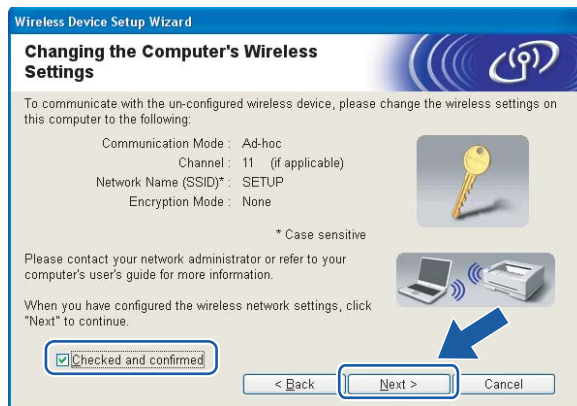 Wireless Device Setup Wizard
Changing the Computer's Wireless
Settings
To communicate with the un-configured wireless device, please change the wireless settings on
this computer to the following:
Communication Mode : Ad-hoc
Channel : 11 (if applicable)
Network Name (SSID)* : SETUP
Encryption Mode : None
* Case sensitive
Please contact your network administrator or refer to your
computer's user's guide for more information.
When you have configured the wireless network settings, click
"Next" to continue.
Checked and confirmed
< Back Next > Cancel